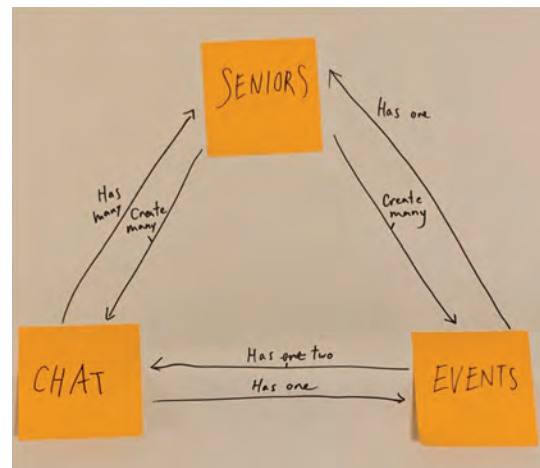 SENIORS
Has one
Has
many
Create
many
Create
many
Has one two
Has one
CHAT
EVENTS